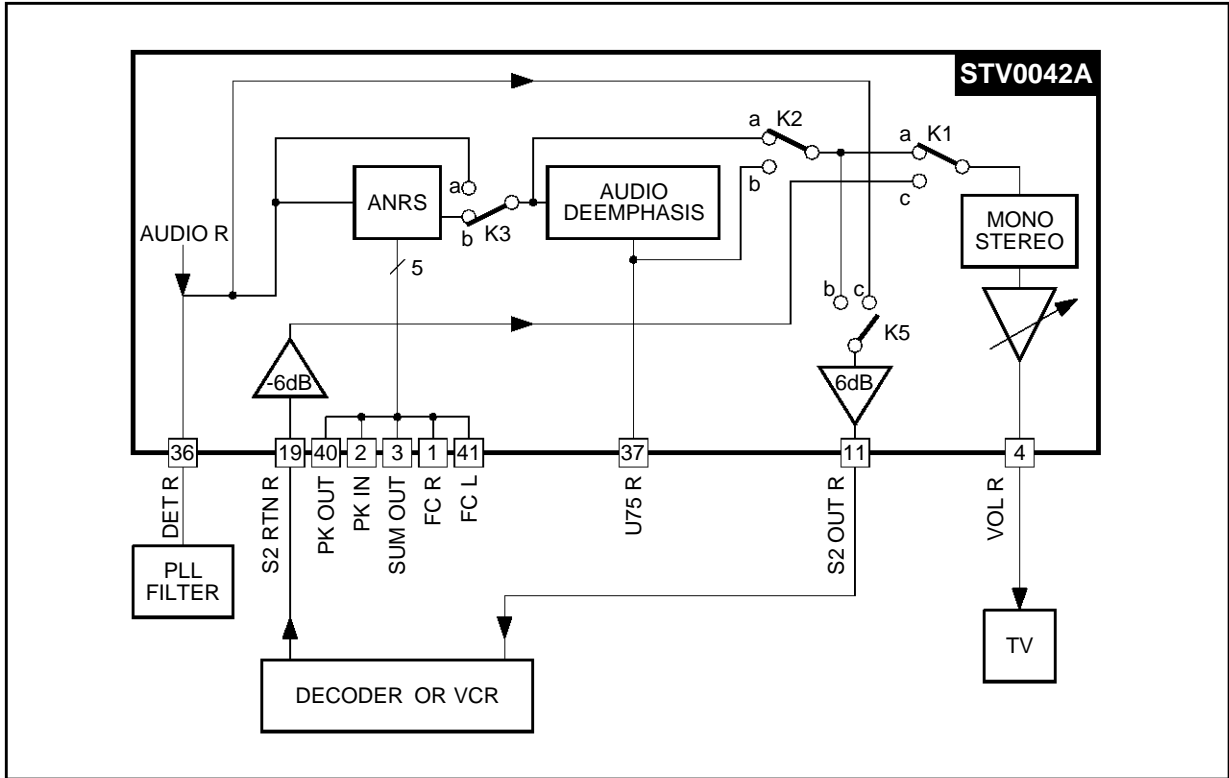 STV0042A
a
K2
a
K1
b
c
a
ANRS
b
K3
AUDIO
DEEMPHASIS
MONO
STEREO
AUDIO R
5
b
c
K5
-6dB
6dB
36
19
40
2
3
1
41
37
11
4
DET R
S2 RTN R
PK OUT
PK IN
SUM OUT
FC R
FC L
U75 R
S2 OUT R
VOL R
PLL
FILTER
TV
DECODER OR VCR